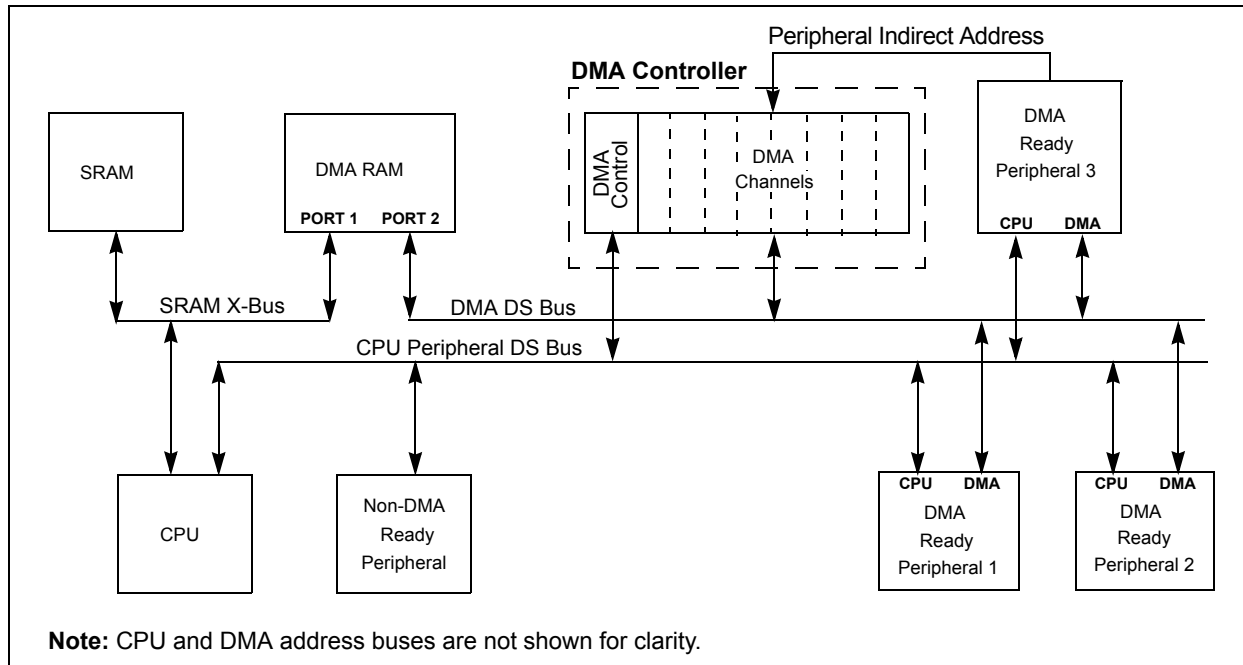 Peripheral Indirect Address
DMA Controller
SRAM
DMA RAM
PORT 1 PORT 2
DMA
Control
DMA
Channels
DMA
Ready
Peripheral 3
CPU DMA
SRAM X-Bus
DMA DS Bus
CPU Peripheral DS Bus
CPU
Non-DMA
Ready
Peripheral
CPU DMA
DMA
Ready
Peripheral 1
CPU DMA
DMA
Ready
Peripheral 2
Note: CPU and DMA address buses are not shown for clarity.